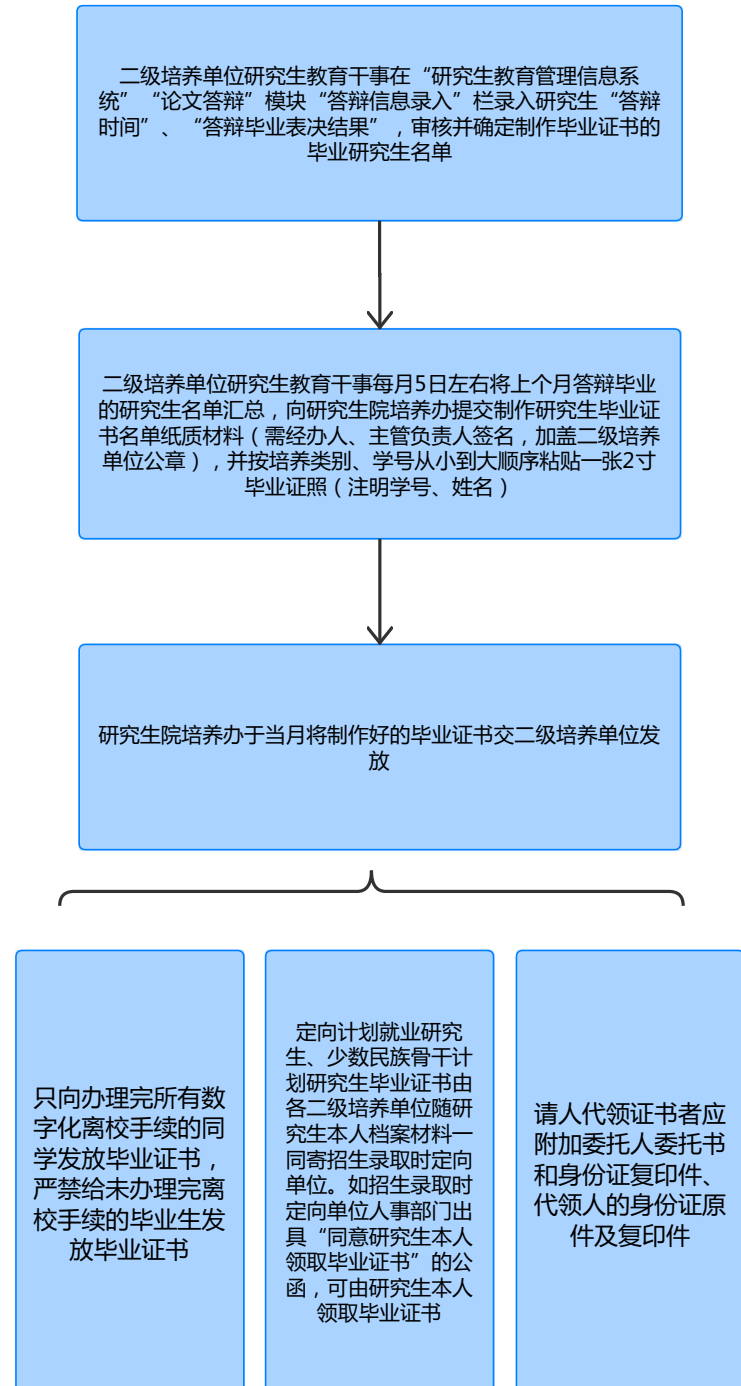 二级培养单位研究生教育干事在“研究生教育管理信息系
统”“论文答辩”模块“答辩信息录入”栏录入研究生“答辩
时间”、“答辩毕业表决结果”，审核并确定制作毕业证书的
毕业研究生名单
二级培养单位研究生教育干事每月5日左右将上个月答辩毕业
的研究生名单汇总，向研究生院培养办提交制作研究生毕业证
书名单纸质材料（需经办人、主管负责人签名，加盖二级培养
单位公章），并按培养类别、学号从小到大顺序粘贴一张2寸
毕业证照（注明学号、姓名）
研究生院培养办于当月将制作好的毕业证书交二级培养单位发
放
只向办理完所有数
字化离校手续的同
学发放毕业证书，
严禁给未办理完离
校手续的毕业生发
放毕业证书
定向计划就业研究
生、少数民族骨干计
划研究生毕业证书由
各二级培养单位随研
究生本人档案材料一
同寄招生录取时定向
单位。如招生录取时
定向单位人事部门出
具“同意研究生本人
领取毕业证书”的公
函，可由研究生本人
领取毕业证书
请人代领证书者应
附加委托人委托书
和身份证复印件、
代领人的身份证原
件及复印件